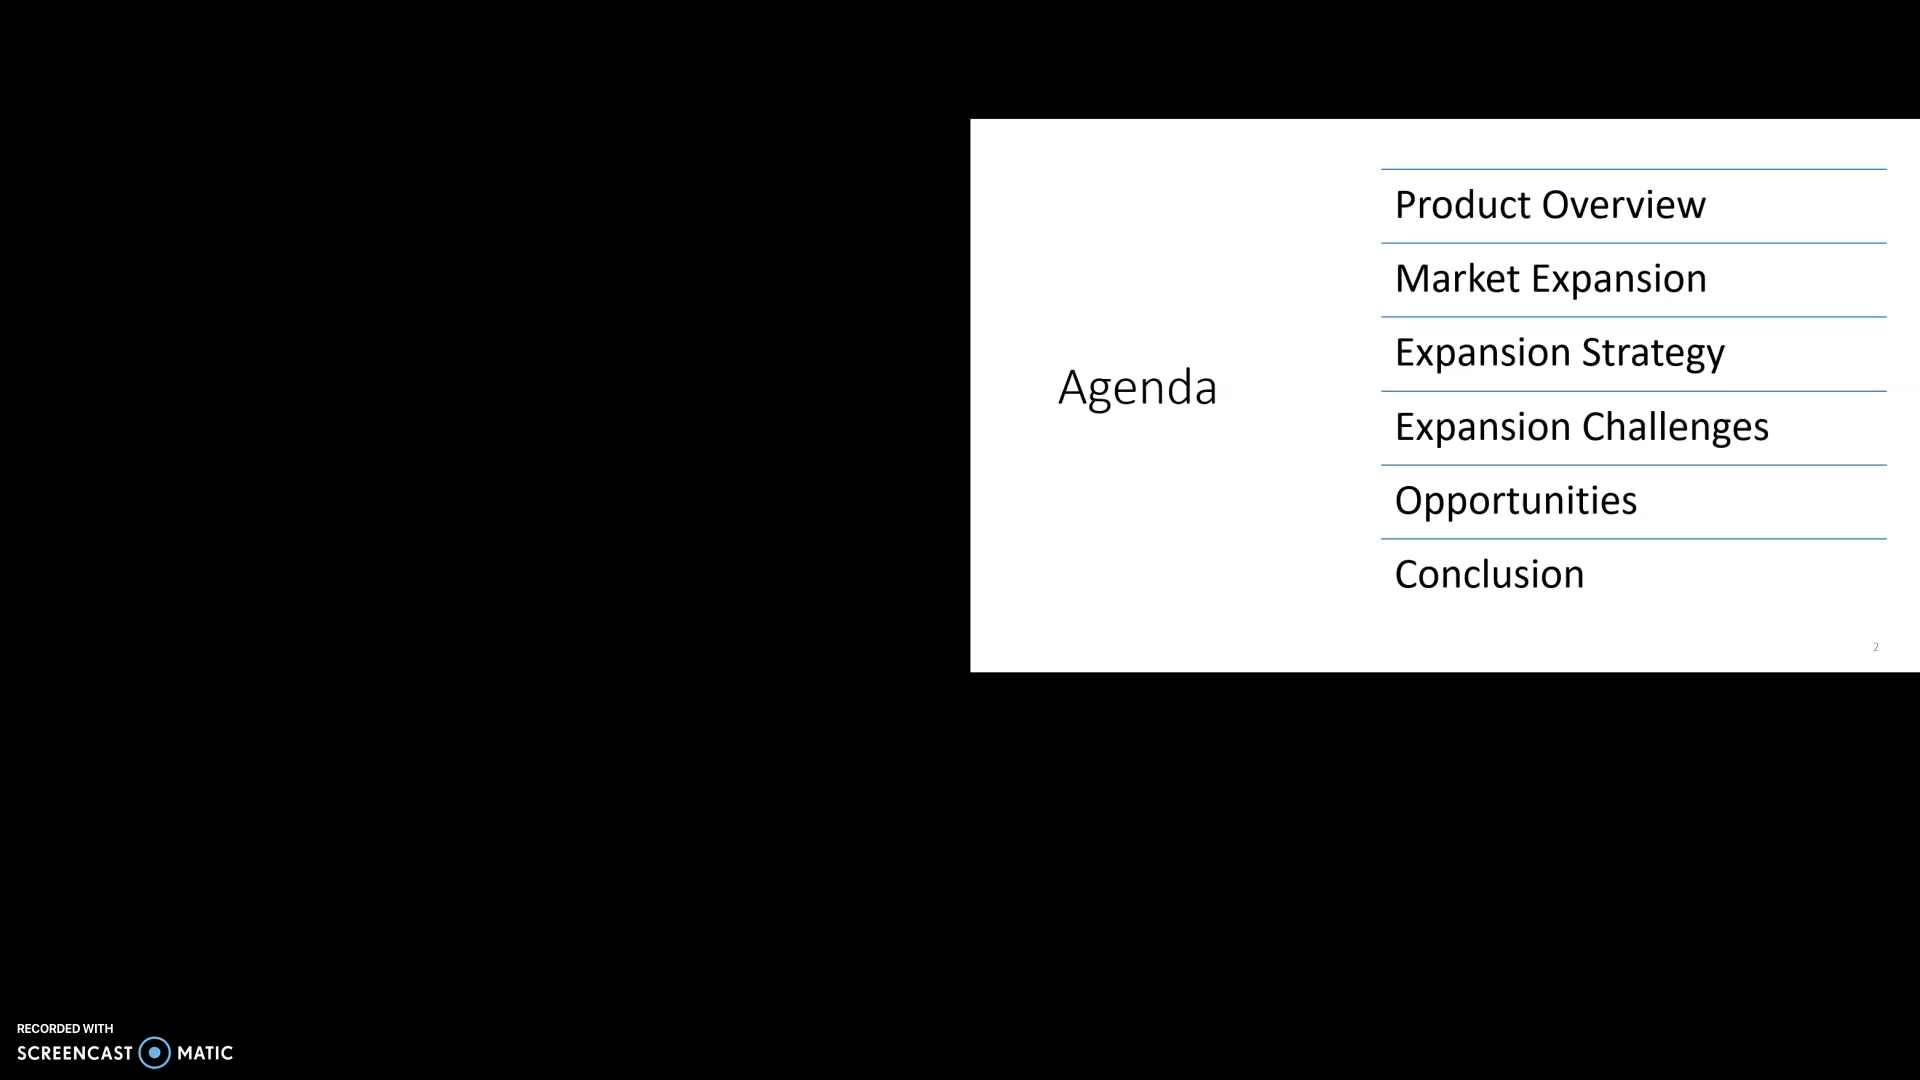 Agenda
Product Overview
Market Expansion
Expansion Strategy
Expansion Challenges
Opportunities
Conclusion
2
RECORDED WITH
SCREENCAST MATIC